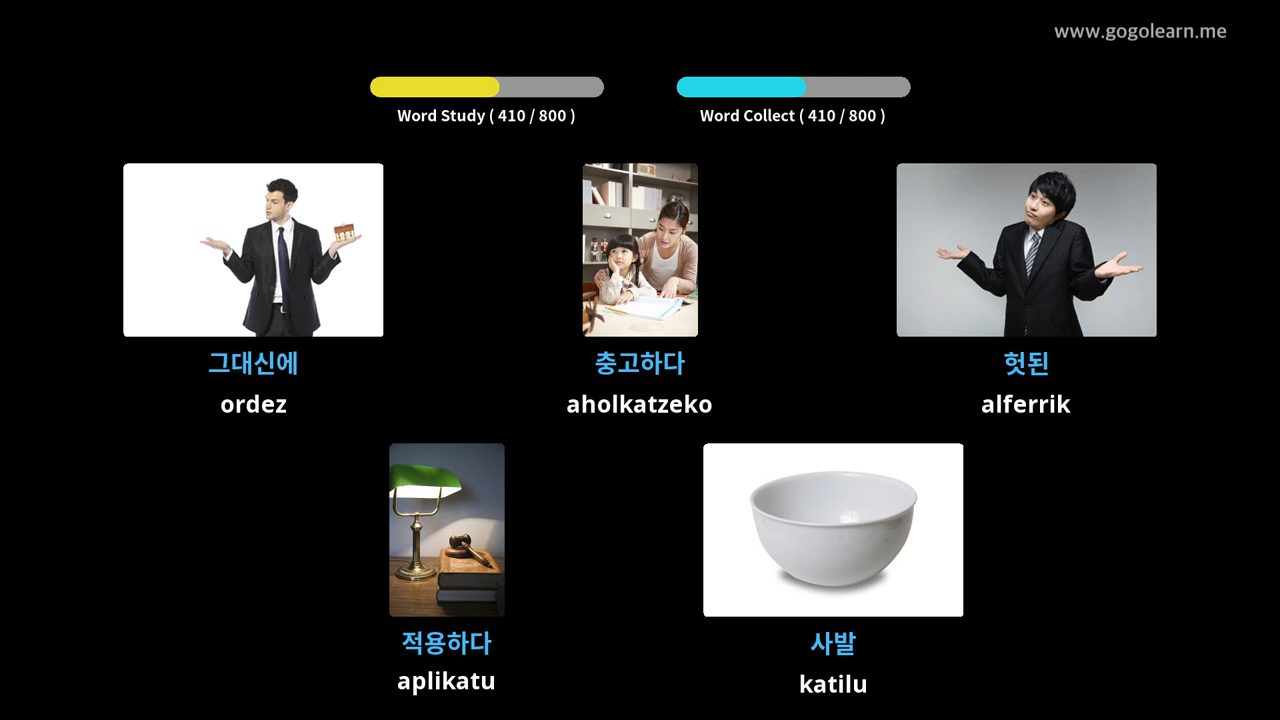 www.gogolearn.me
Word Study ( 410 / 800 )
Word Collect ( 410 / 800 )
그대신에
ordez
충고하다
aholkatzeko
헛된
alferrik
적용하다
aplikatu
사발
katilu